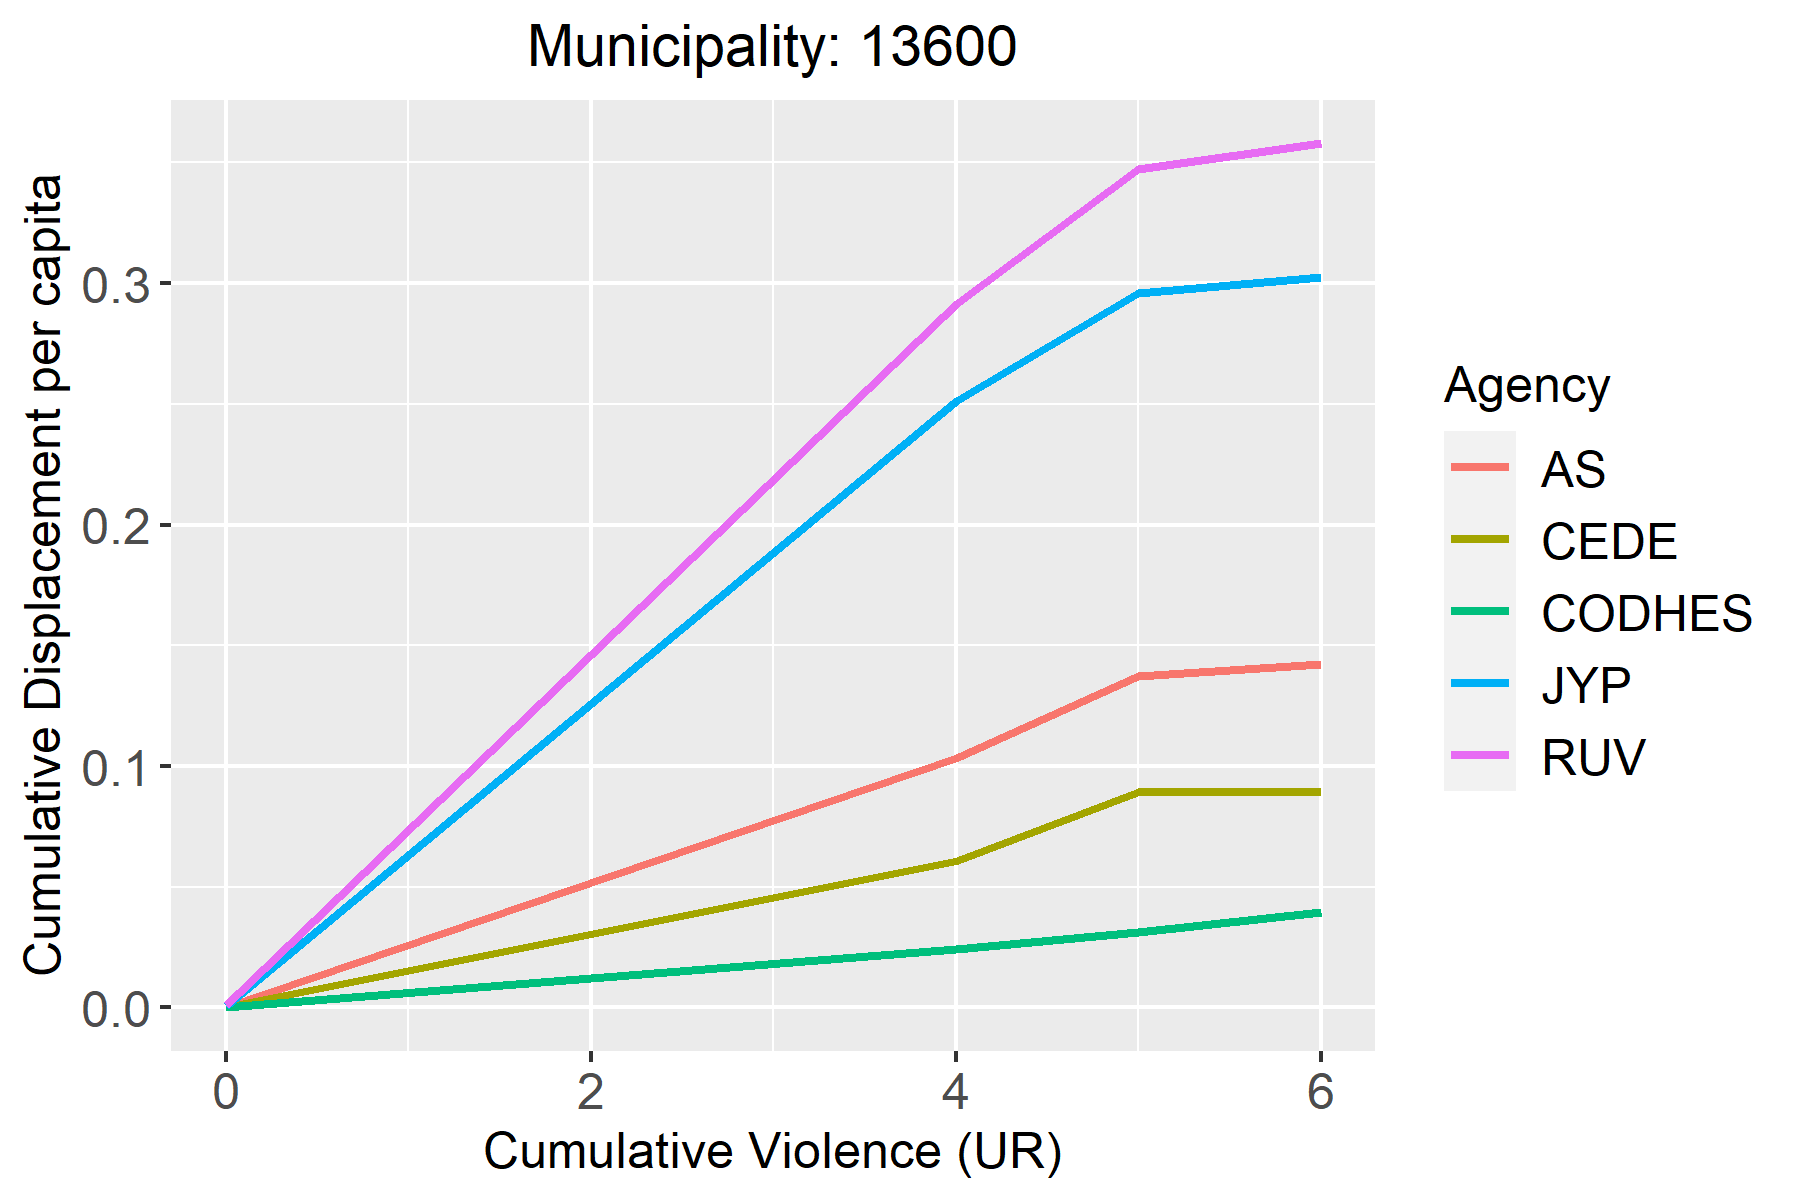 Municipality: 13600
Cumulative Displacement per capita
0.3
0.2
0.1
0.0
0 2 4 6
Cumulative Violence (UR)
Agency
AS
CEDE
CODHES
JYP
RUV